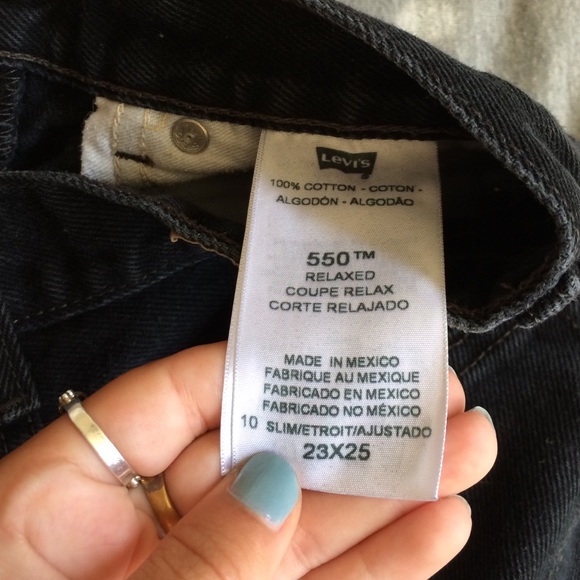 Levi's
100% COTTON - COTON -
ALGODÓN - ALGODÃO
550™
RELAXED
COUPE RELAX
CORTE RELAJADO
MADE IN MEXICO
FABRIQUE AU MEXIQUE
FABRICADO EN MEXICO
FABRICADO NO MÉXICO
10 SLIM/ETROIT/AJUSTADO
23X25